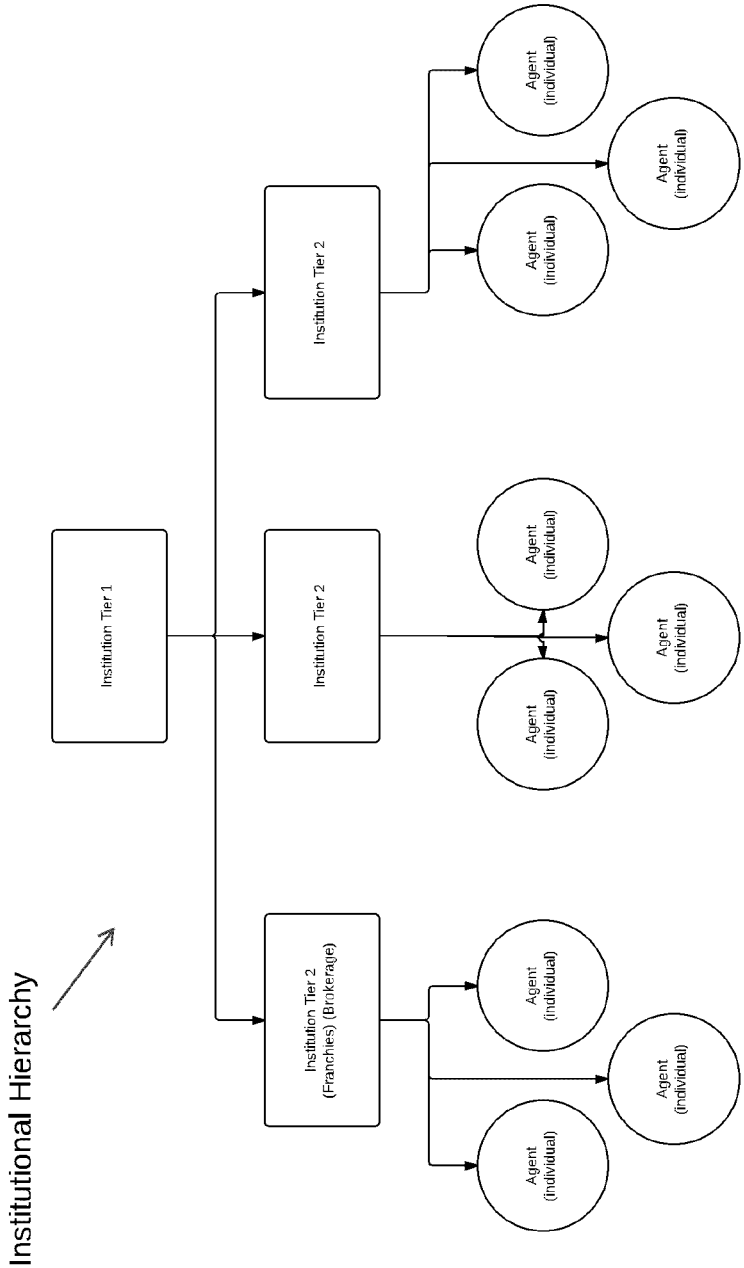 Institutional Hierarchy
Institution Tier 1
Institution Tier 2
(Franchies) (Brokerage)
Institution Tier 2
Institution Tier 2
Agent
(individual)
Agent
(individual)
Agent
(individual)
Agent
(individual)
Agent
(individual)
Agent
(individual)
Agent
(individual)
Agent
(individual)
Agent
(individual)